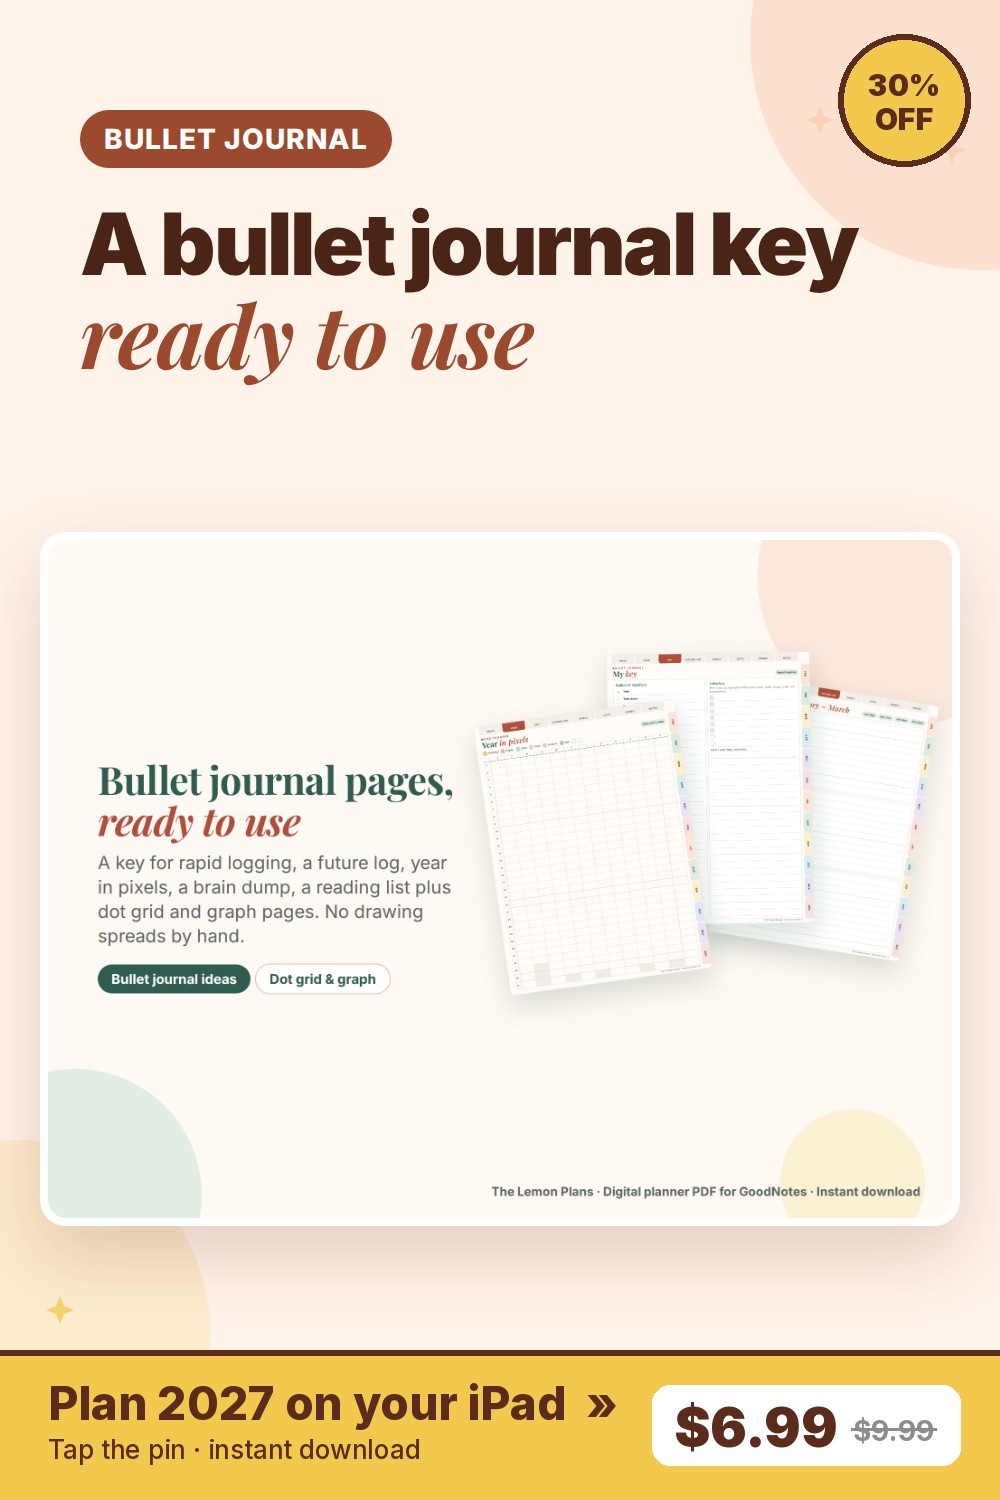 30%
OFF
BULLET JOURNAL
A bullet journal key
ready to use
My key
Year in pixels
– March
Bullet journal pages,
ready to use
A key for rapid logging, a future log, year
in pixels, a brain dump, a reading list plus
dot grid and graph pages. No drawing
spreads by hand.
Bullet journal ideas
Dot grid & graph
The Lemon Plans · Digital planner PDF for GoodNotes · Instant download
Plan 2027 on your iPad »
Tap the pin · instant download
$6.99 $9.99